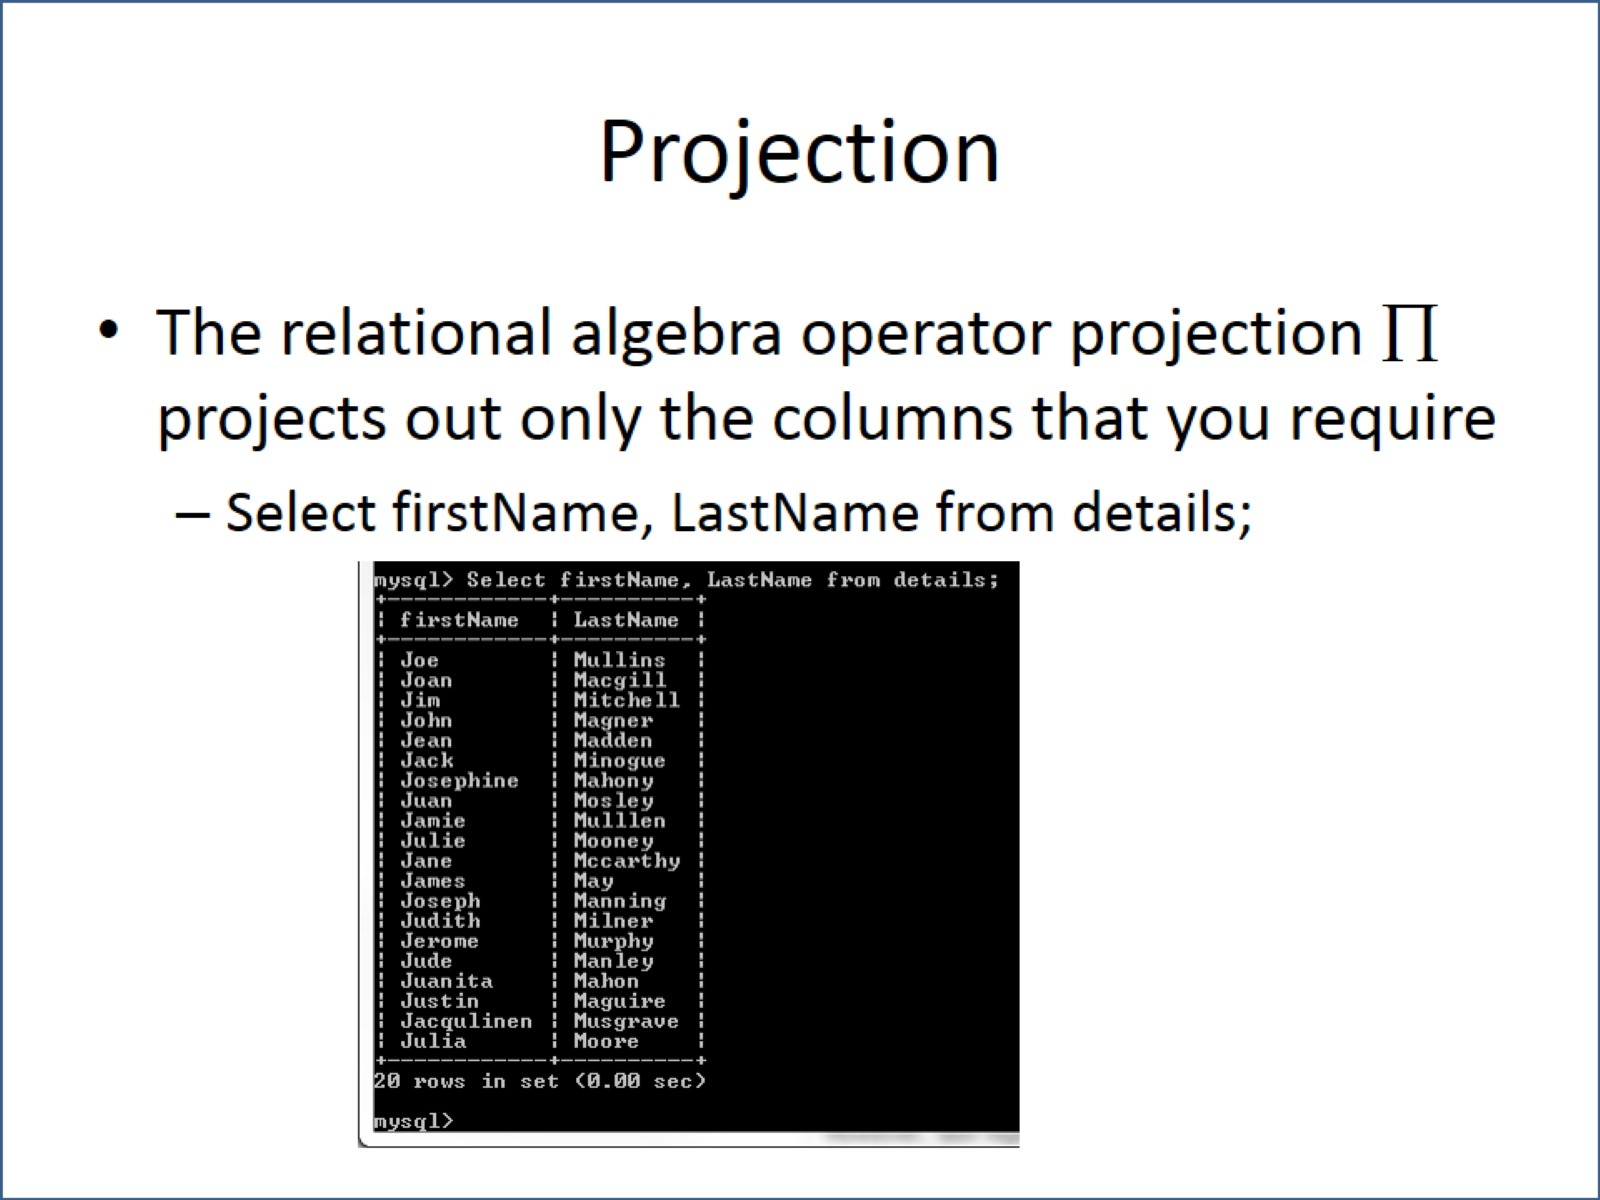 Projection
• The relational algebra operator projection ∏
projects out only the columns that you require
– Select firstName, LastName from details;
mysql> Select firstName, LastName from details;
+------------+----------+
| firstName | LastName |
+------------+----------+
| Joe | Mullins |
| Joan | Macgill |
| Jim | Mitchell |
| John | Magner |
| Jean | Madden |
| Jack | Minogue |
| Josephine | Mahony |
| Juan | Mosley |
| Jamie | Mulllen |
| Julie | Mooney |
| Jane | Mccarthy |
| James | May |
| Joseph | Manning |
| Judith | Milner |
| Jerome | Murphy |
| Jude | Manley |
| Juanita | Mahon |
| Justin | Maguire |
| Jacqulinen | Musgrave |
| Julia | Moore |
+------------+----------+
20 rows in set (0.00 sec)
mysql>